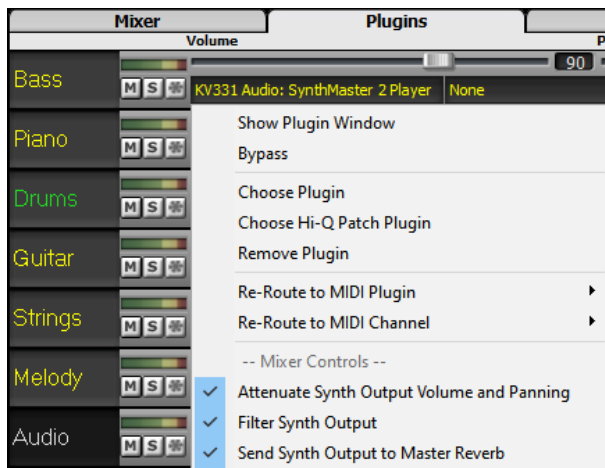 Mixer Plugins
Volume P
90
Bass M S KV331 Audio: SynthMaster 2 Player None
Show Plugin Window
Piano M S
Bypass
Choose Plugin
Drums M S
Choose Hi-Q Patch Plugin
Guitar M S
Remove Plugin
Re-Route to MIDI Plugin
Strings M S
Re-Route to MIDI Channel
-- Mixer Controls --
Melody M S
Attenuate Synth Output Volume and Panning
Filter Synth Output
Audio M S
Send Synth Output to Master Reverb